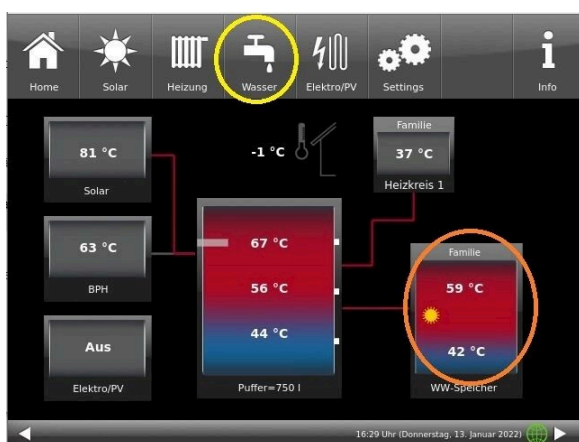 Home
Solar
Heizung
Wasser
Elektro/PV
Settings
Info
81 °C
Solar
-1 °C
Familie
37 °C
Heizkreis 1
63 °C
BPH
67 °C
56 °C
44 °C
Puffer=750 l
Familie
59 °C
42 °C
WW-Speicher
Aus
Elektro/PV
16:29 Uhr (Donnerstag, 13. Januar 2022)